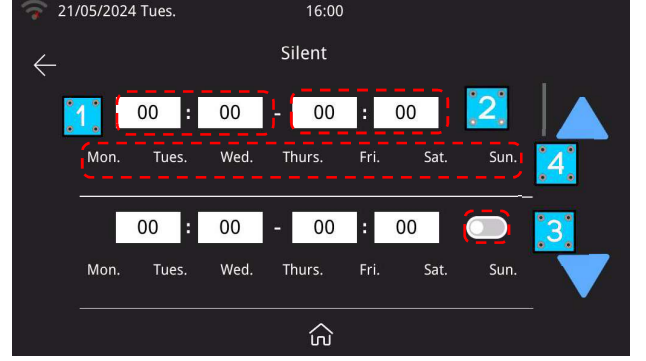 21/05/2024 Tues. 16:00
Silent
1 00 : 00 - 00 : 00 2
Mon. Tues. Wed. Thurs. Fri. Sat. Sun. 4
00 : 00 - 00 : 00 3
Mon. Tues. Wed. Thurs. Fri. Sat. Sun.